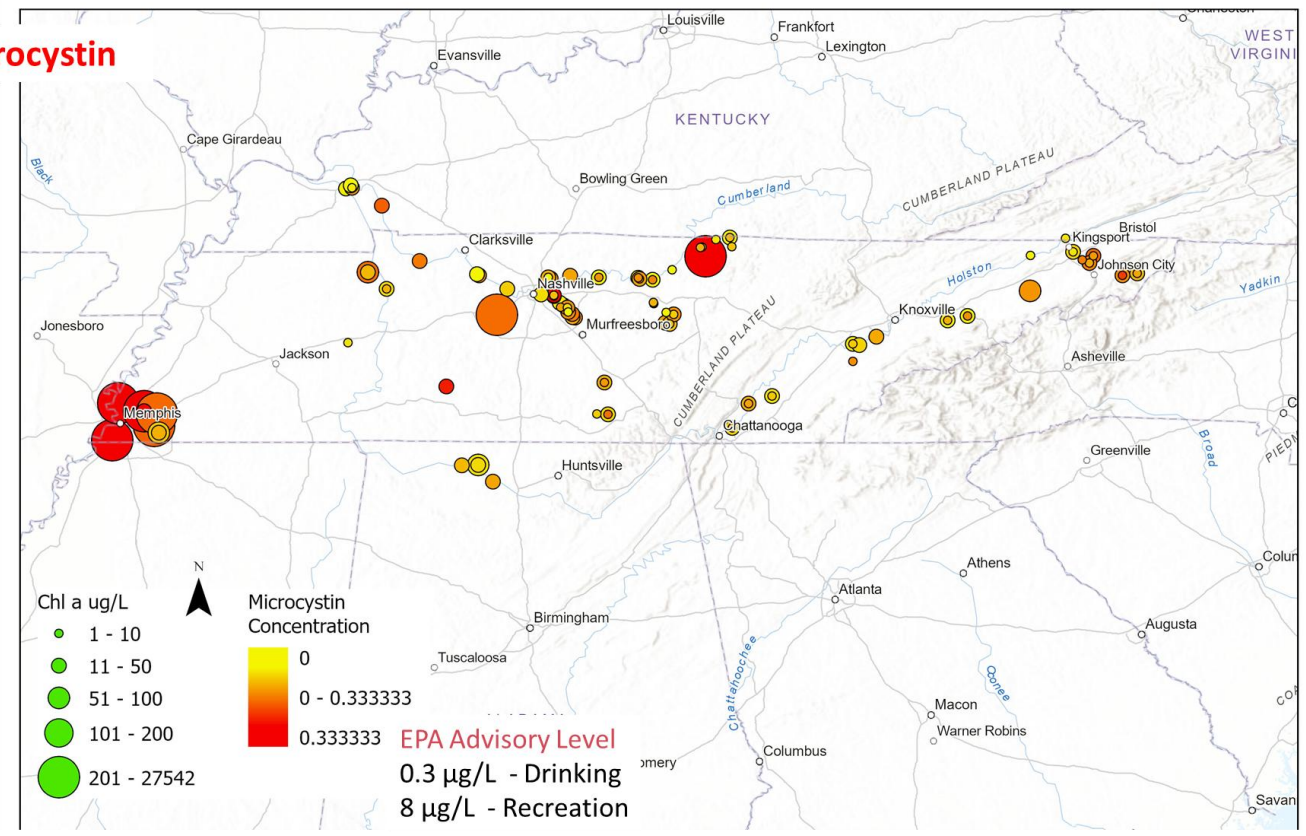 rocystin
Louisville
Frankfort
Lexington
WEST
VIRGINI
Evansville
KENTUCKY
Cape Girardeau
Black
Bowling Green
Cumberland
CUMBERLAND PLATEAU
Clarksville
Bristol
Kingsport
Johnson City
Holston
Yadkin
Nashville
Murfreesboro
Knoxville
Jonesboro
Jackson
CUMBERLAND PLATEAU
Asheville
Memphis
C
Chattanooga
Greenville
Broad
PIEDM
Huntsville
N
Athens
Colum
Atlanta
Birmingham
Augusta
Tuscaloosa
Chattahoochee
Oconee
Macon
Warner Robins
omery
Columbus
Savan
Chl a ug/L
1 - 10
11 - 50
51 - 100
101 - 200
201 - 27542
Microcystin
Concentration
0
0 - 0.333333
0.333333
EPA Advisory Level
0.3 µg/L - Drinking
8 µg/L - Recreation